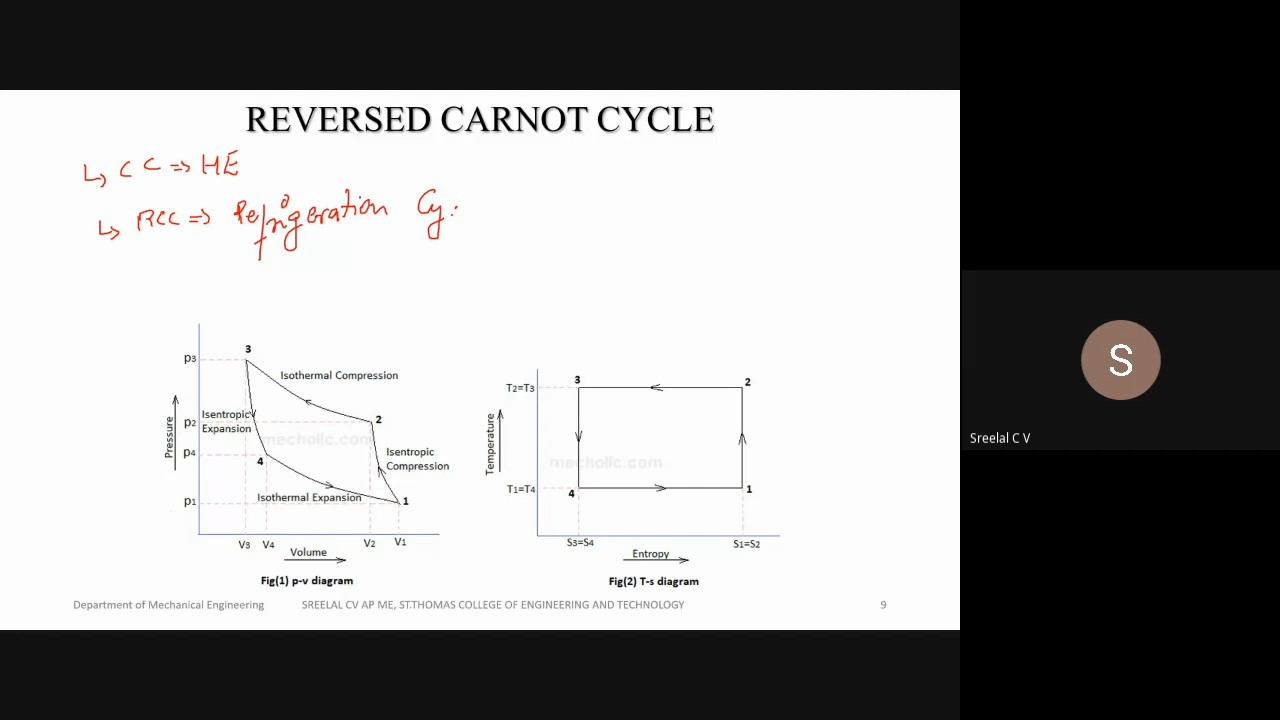 REVERSED CARNOT CYCLE
↳ CC ⇒ HE
↳ RCC ⇒ Refrigeration Cy.
p3
p2
p4
p1
Pressure
3
Isothermal Compression
Isentropic
Expansion
2
mecholic.com
4
Isentropic
Compression
Isothermal Expansion
1
V3 V4 V2 V1
Volume
Fig(1) p-v diagram
T2=T3
T1=T4
Temperature
3
2
mecholic.com
4
1
S3=S4
S1=S2
Entropy
Fig(2) T-s diagram
Department of Mechanical Engineering
SREELAL CV AP ME, ST.THOMAS COLLEGE OF ENGINEERING AND TECHNOLOGY
9
S
Sreelal C V